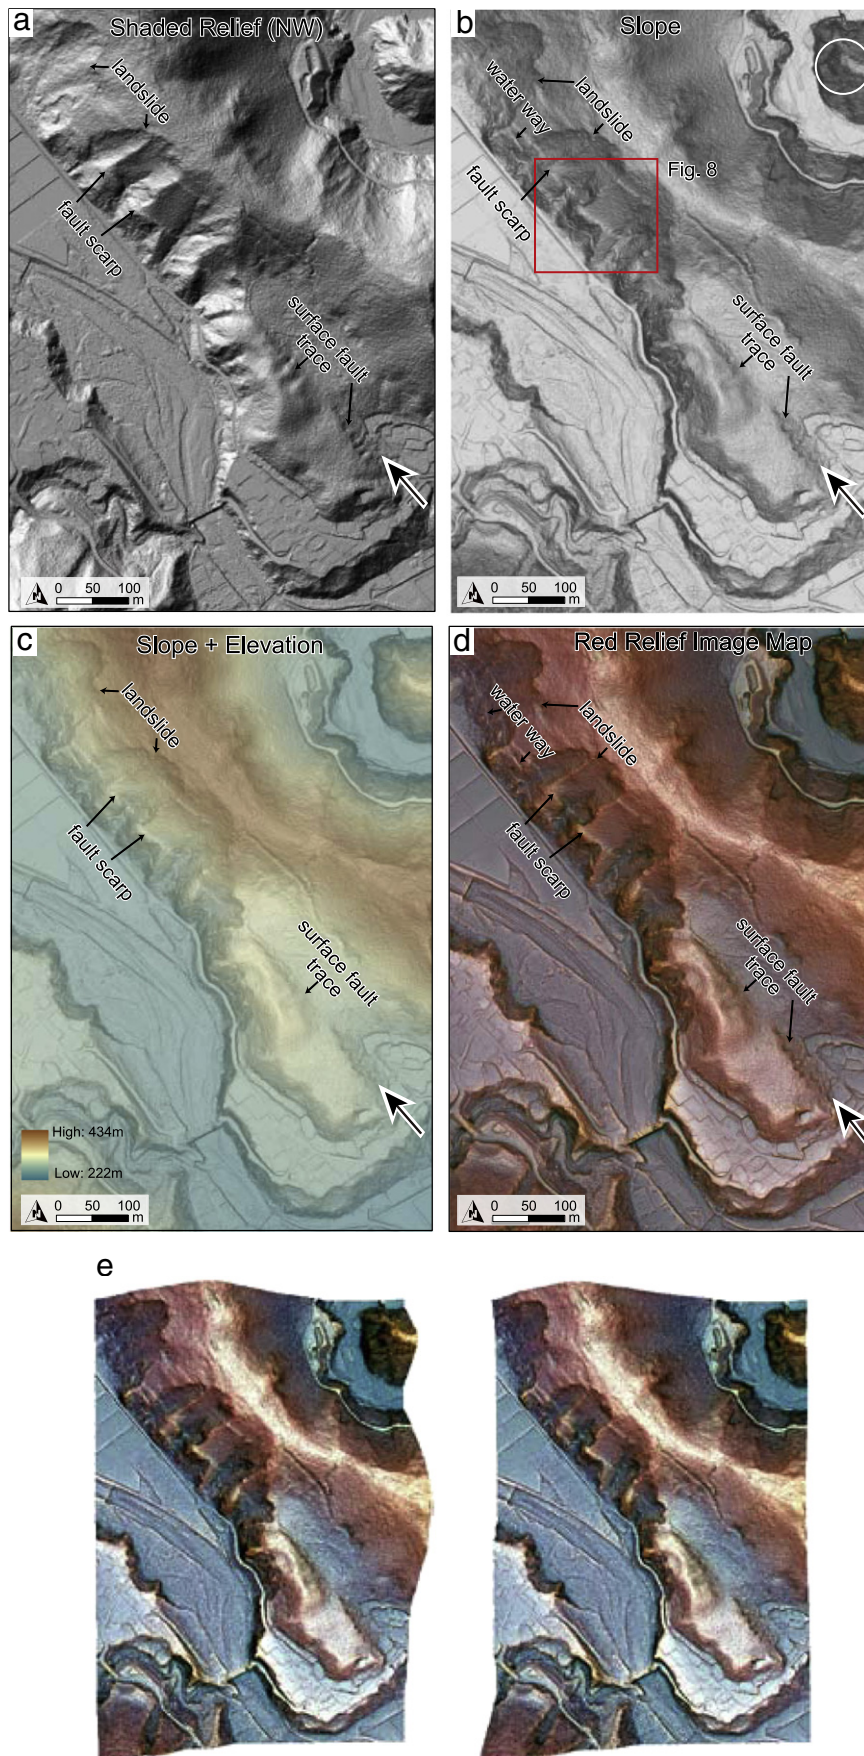 a
Shaded Relief (NW)
landslide
fault scarp
surface fault
trace
N
0 50 100
m
b
Slope
water way
landslide
Fig. 8
fault scarp
surface fault
trace
N
0 50 100
m
c
Slope + Elevation
landslide
fault scarp
surface fault
trace
High: 434m
Low: 222m
N
0 50 100
m
d
Red Relief Image Map
water way
landslide
fault scarp
surface fault
trace
N
0 50 100
m
e